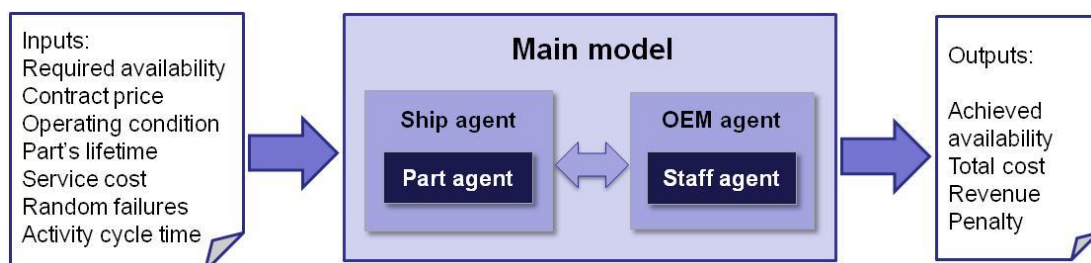 Inputs:
Required availability
Contract price
Operating condition
Part's lifetime
Service cost
Random failures
Activity cycle time
Main model
Ship agent
Part agent
OEM agent
Staff agent
Outputs:
Achieved
availability
Total cost
Revenue
Penalty